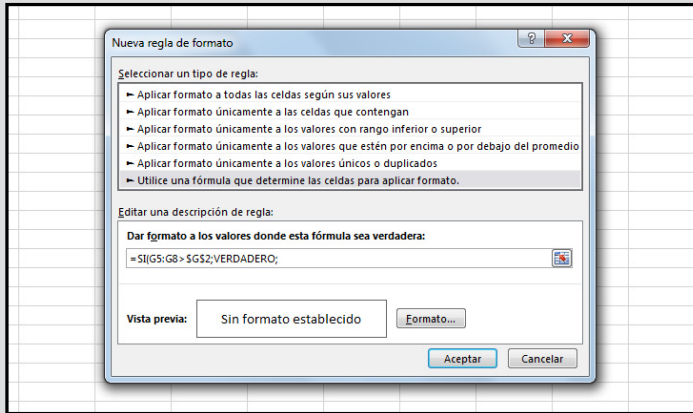 Nueva regla de formato
Seleccionar un tipo de regla:
► Aplicar formato a todas las celdas según sus valores
► Aplicar formato únicamente a las celdas que contengan
► Aplicar formato únicamente a los valores con rango inferior o superior
► Aplicar formato únicamente a los valores que estén por encima o por debajo del promedio
► Aplicar formato únicamente a los valores únicos o duplicados
► Utilice una fórmula que determine las celdas para aplicar formato.
Editar una descripción de regla:
Dar formato a los valores donde esta fórmula sea verdadera:
=SI(G5:G8>$G$2;VERDADERO;
Vista previa: Sin formato establecido Formato...
Aceptar Cancelar